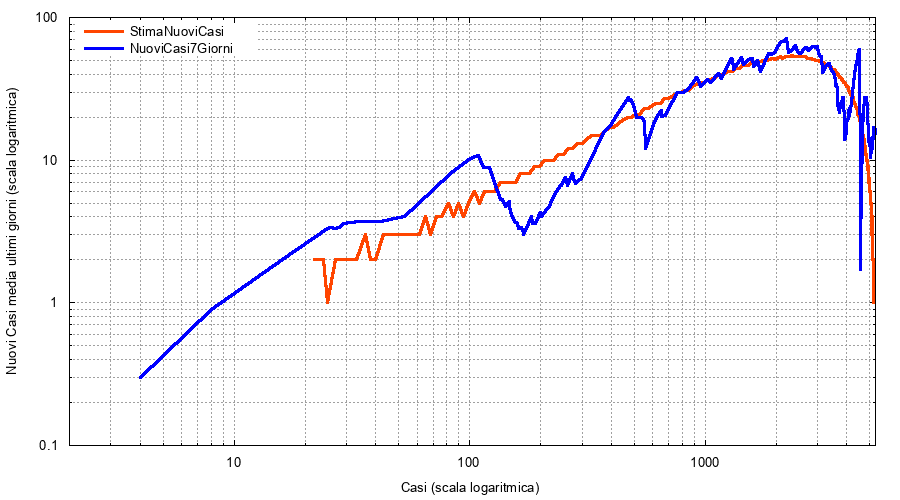 100
StimaNuoviCasi
NuoviCasi7Giorni
10
1
0.1
Nuovi Casi media ultimi giorni (scala logaritmica)
10
100
1000
Casi (scala logaritmica)